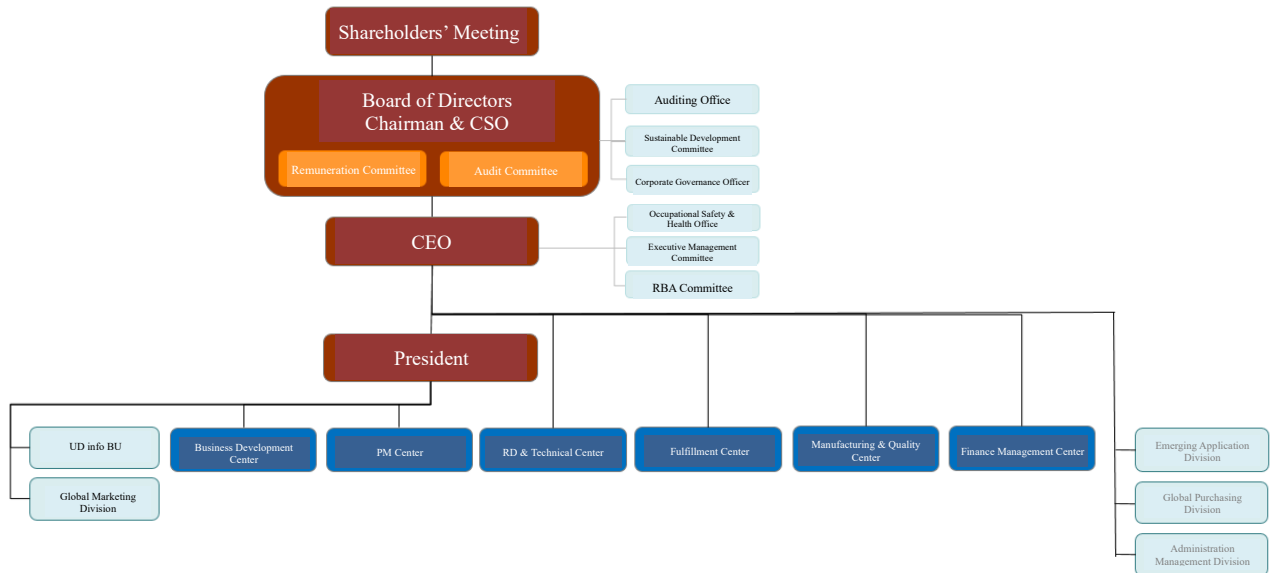 Shareholders’ Meeting
Board of Directors
Chairman & CSO
Remuneration Committee
Audit Committee
Auditing Office
Sustainable Development
Committee
Corporate Governance Officer
CEO
Occupational Safety &
Health Office
Executive Management
Committee
RBA Committee
President
UD info BU
Global Marketing
Division
Business Development
Center
PM Center
RD & Technical Center
Fulfillment Center
Manufacturing & Quality
Center
Finance Management Center
Emerging Application
Division
Global Purchasing
Division
Administration
Management Division